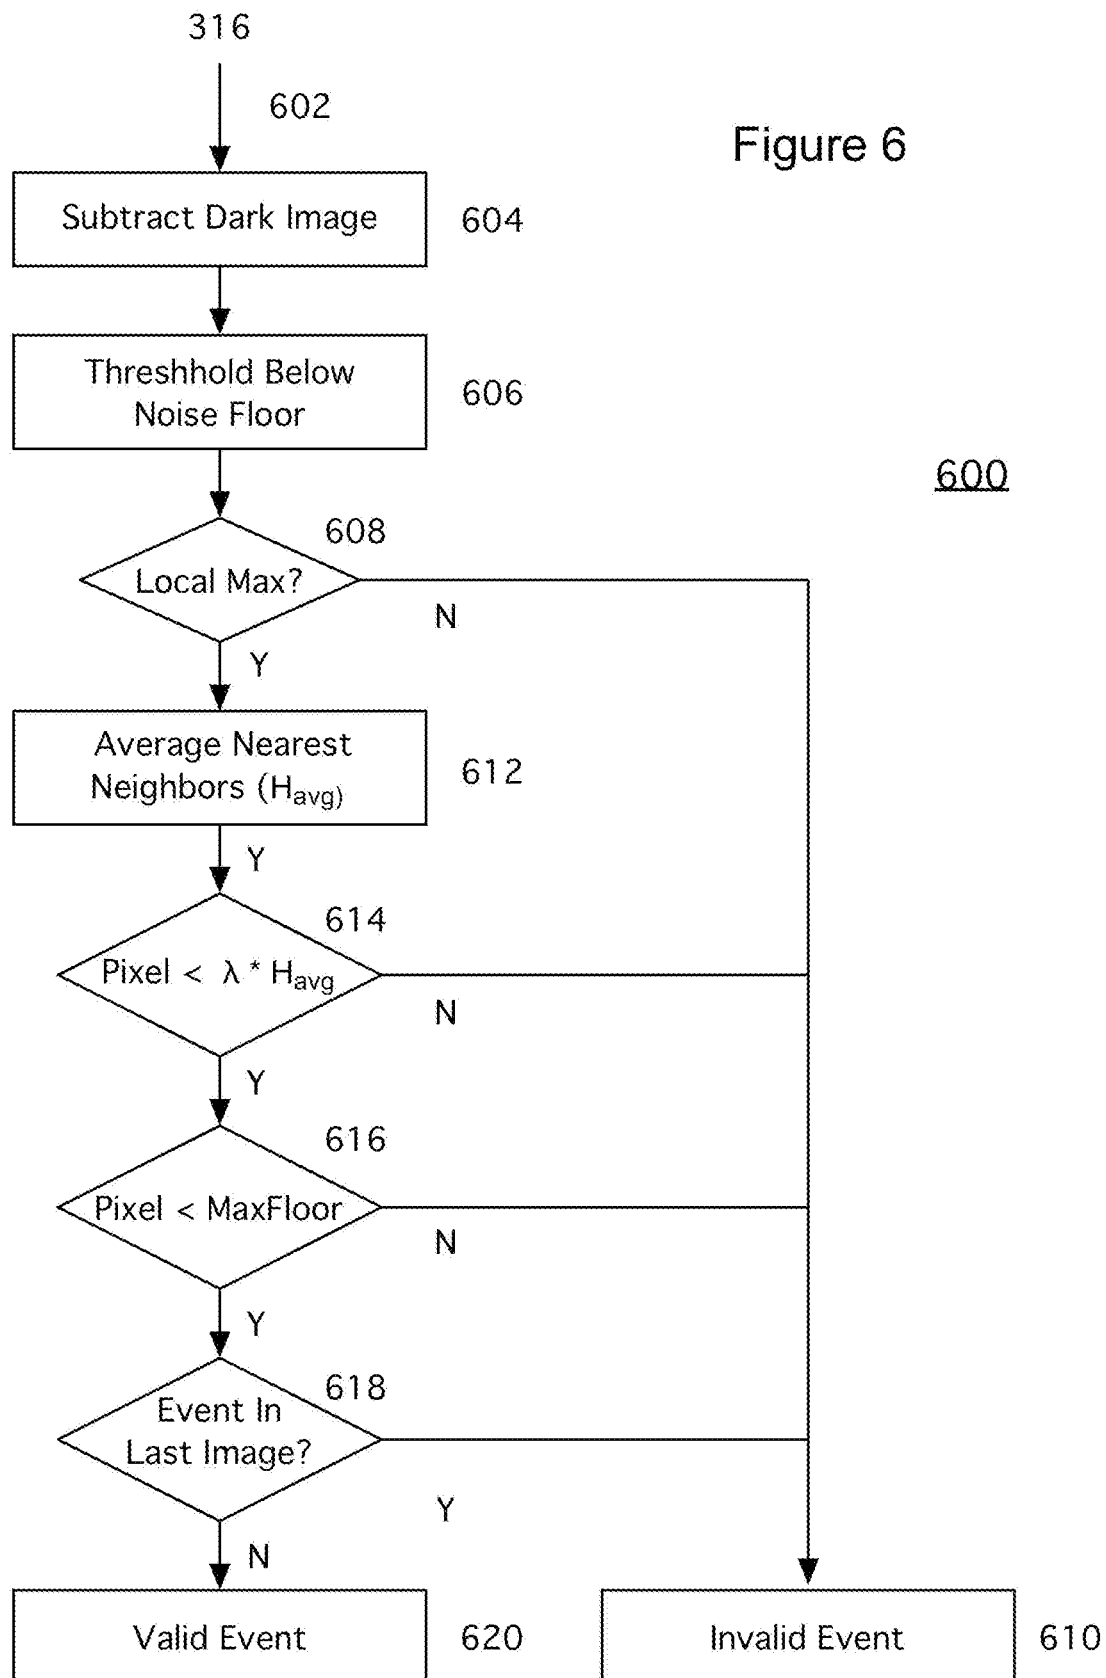 316
602
Figure 6
Subtract Dark Image
604
Threshhold Below
Noise Floor
606
600
608
Local Max?
N
Y
Average Nearest
Neighbors (Havg)
612
Y
614
Pixel < λ * Havg
N
Y
616
Pixel < MaxFloor
N
Y
618
Event In
Last Image?
Y
N
Valid Event
620
Invalid Event
610